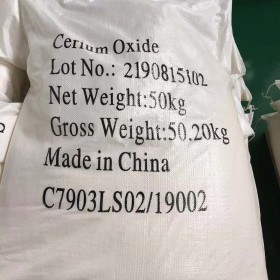 Cerium Oxide
Lot No.: 2190815102
Net Weight:50kg
Gross Weight:50.20kg
Made in China
C7903LS02/19002